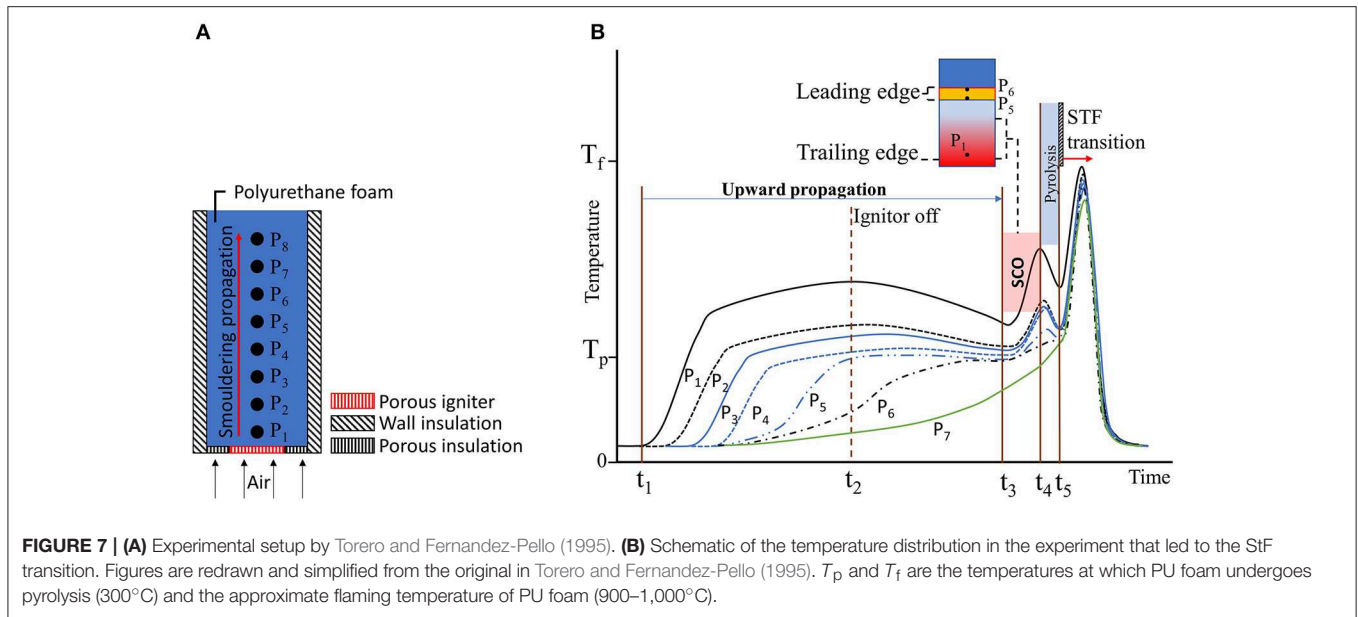 A
Polyurethane foam
Smouldering propagation
P8
P7
P6
P5
P4
P3
P2
P1
Porous igniter
Wall insulation
Porous insulation
Air
B
Leading edge
P6
P5
P1
Trailing edge
STF
transition
Pyrolysis
Tf
Upward propagation
Ignitor off
SCO
Temperature
Tp
P1
P2
P3
P4
P5
P6
P7
0
t1
t2
t3
t4
t5
Time
FIGURE 7 | (A) Experimental setup by Torero and Fernandez-Pello (1995). (B) Schematic of the temperature distribution in the experiment that led to the StF
transition. Figures are redrawn and simplified from the original in Torero and Fernandez-Pello (1995). Tp and Tf are the temperatures at which PU foam undergoes
pyrolysis (300°C) and the approximate flaming temperature of PU foam (900–1,000°C).